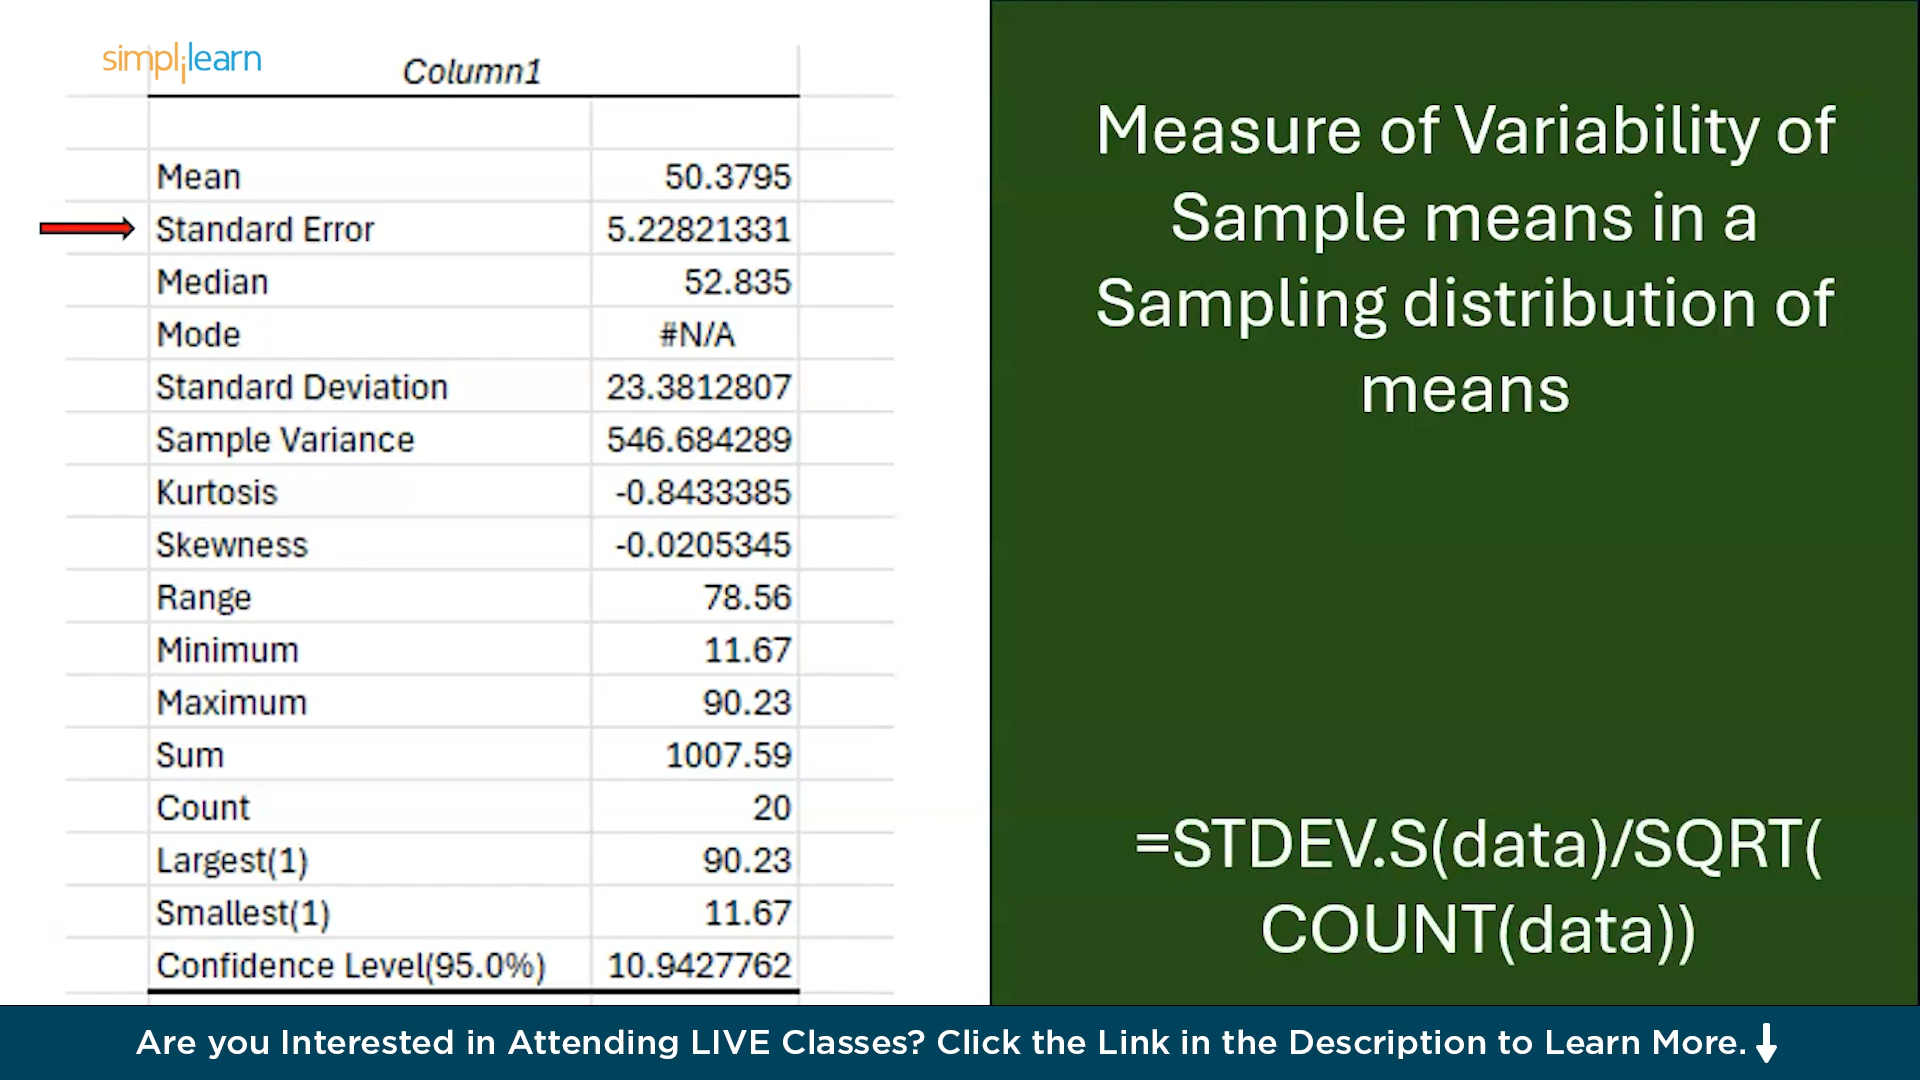 simplilearn
Column1
Mean 50.3795
Standard Error 5.22821331
Median 52.835
Mode #N/A
Standard Deviation 23.3812807
Sample Variance 546.684289
Kurtosis -0.8433385
Skewness -0.0205345
Range 78.56
Minimum 11.67
Maximum 90.23
Sum 1007.59
Count 20
Largest(1) 90.23
Smallest(1) 11.67
Confidence Level(95.0%) 10.9427762
Measure of Variability of
Sample means in a
Sampling distribution of
means
=STDEV.S(data)/SQRT(
COUNT(data))
Are you Interested in Attending LIVE Classes? Click the Link in the Description to Learn More.